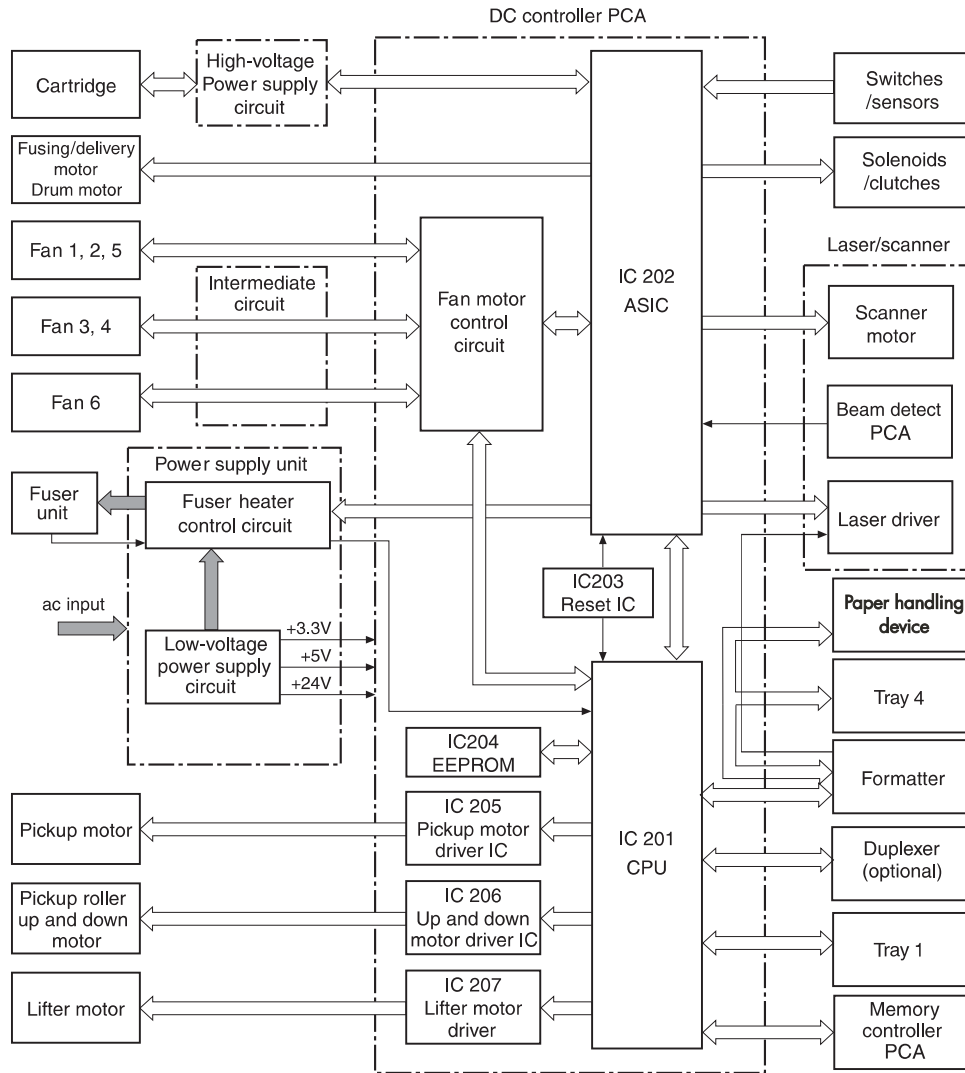 DC controller PCA
Cartridge
High-voltage
Power supply
circuit
Switches
/sensors
Fusing/delivery
motor
Drum motor
Solenoids
/clutches
Fan 1, 2, 5
Laser/scanner
Intermediate
circuit
Fan 3, 4
Fan motor
control
circuit
IC 202
ASIC
Scanner
motor
Fan 6
Beam detect
PCA
Power supply unit
Fuser
unit
Fuser heater
control circuit
Laser driver
IC203
Reset IC
ac input
Low-voltage
power supply
circuit
+3.3V
+5V
+24V
Paper handling
device
Tray 4
IC204
EEPROM
Formatter
Pickup motor
IC 205
Pickup motor
driver IC
IC 201
CPU
Duplexer
(optional)
Pickup roller
up and down
motor
IC 206
Up and down
motor driver IC
Tray 1
Lifter motor
IC 207
Lifter motor
driver
Memory
controller
PCA